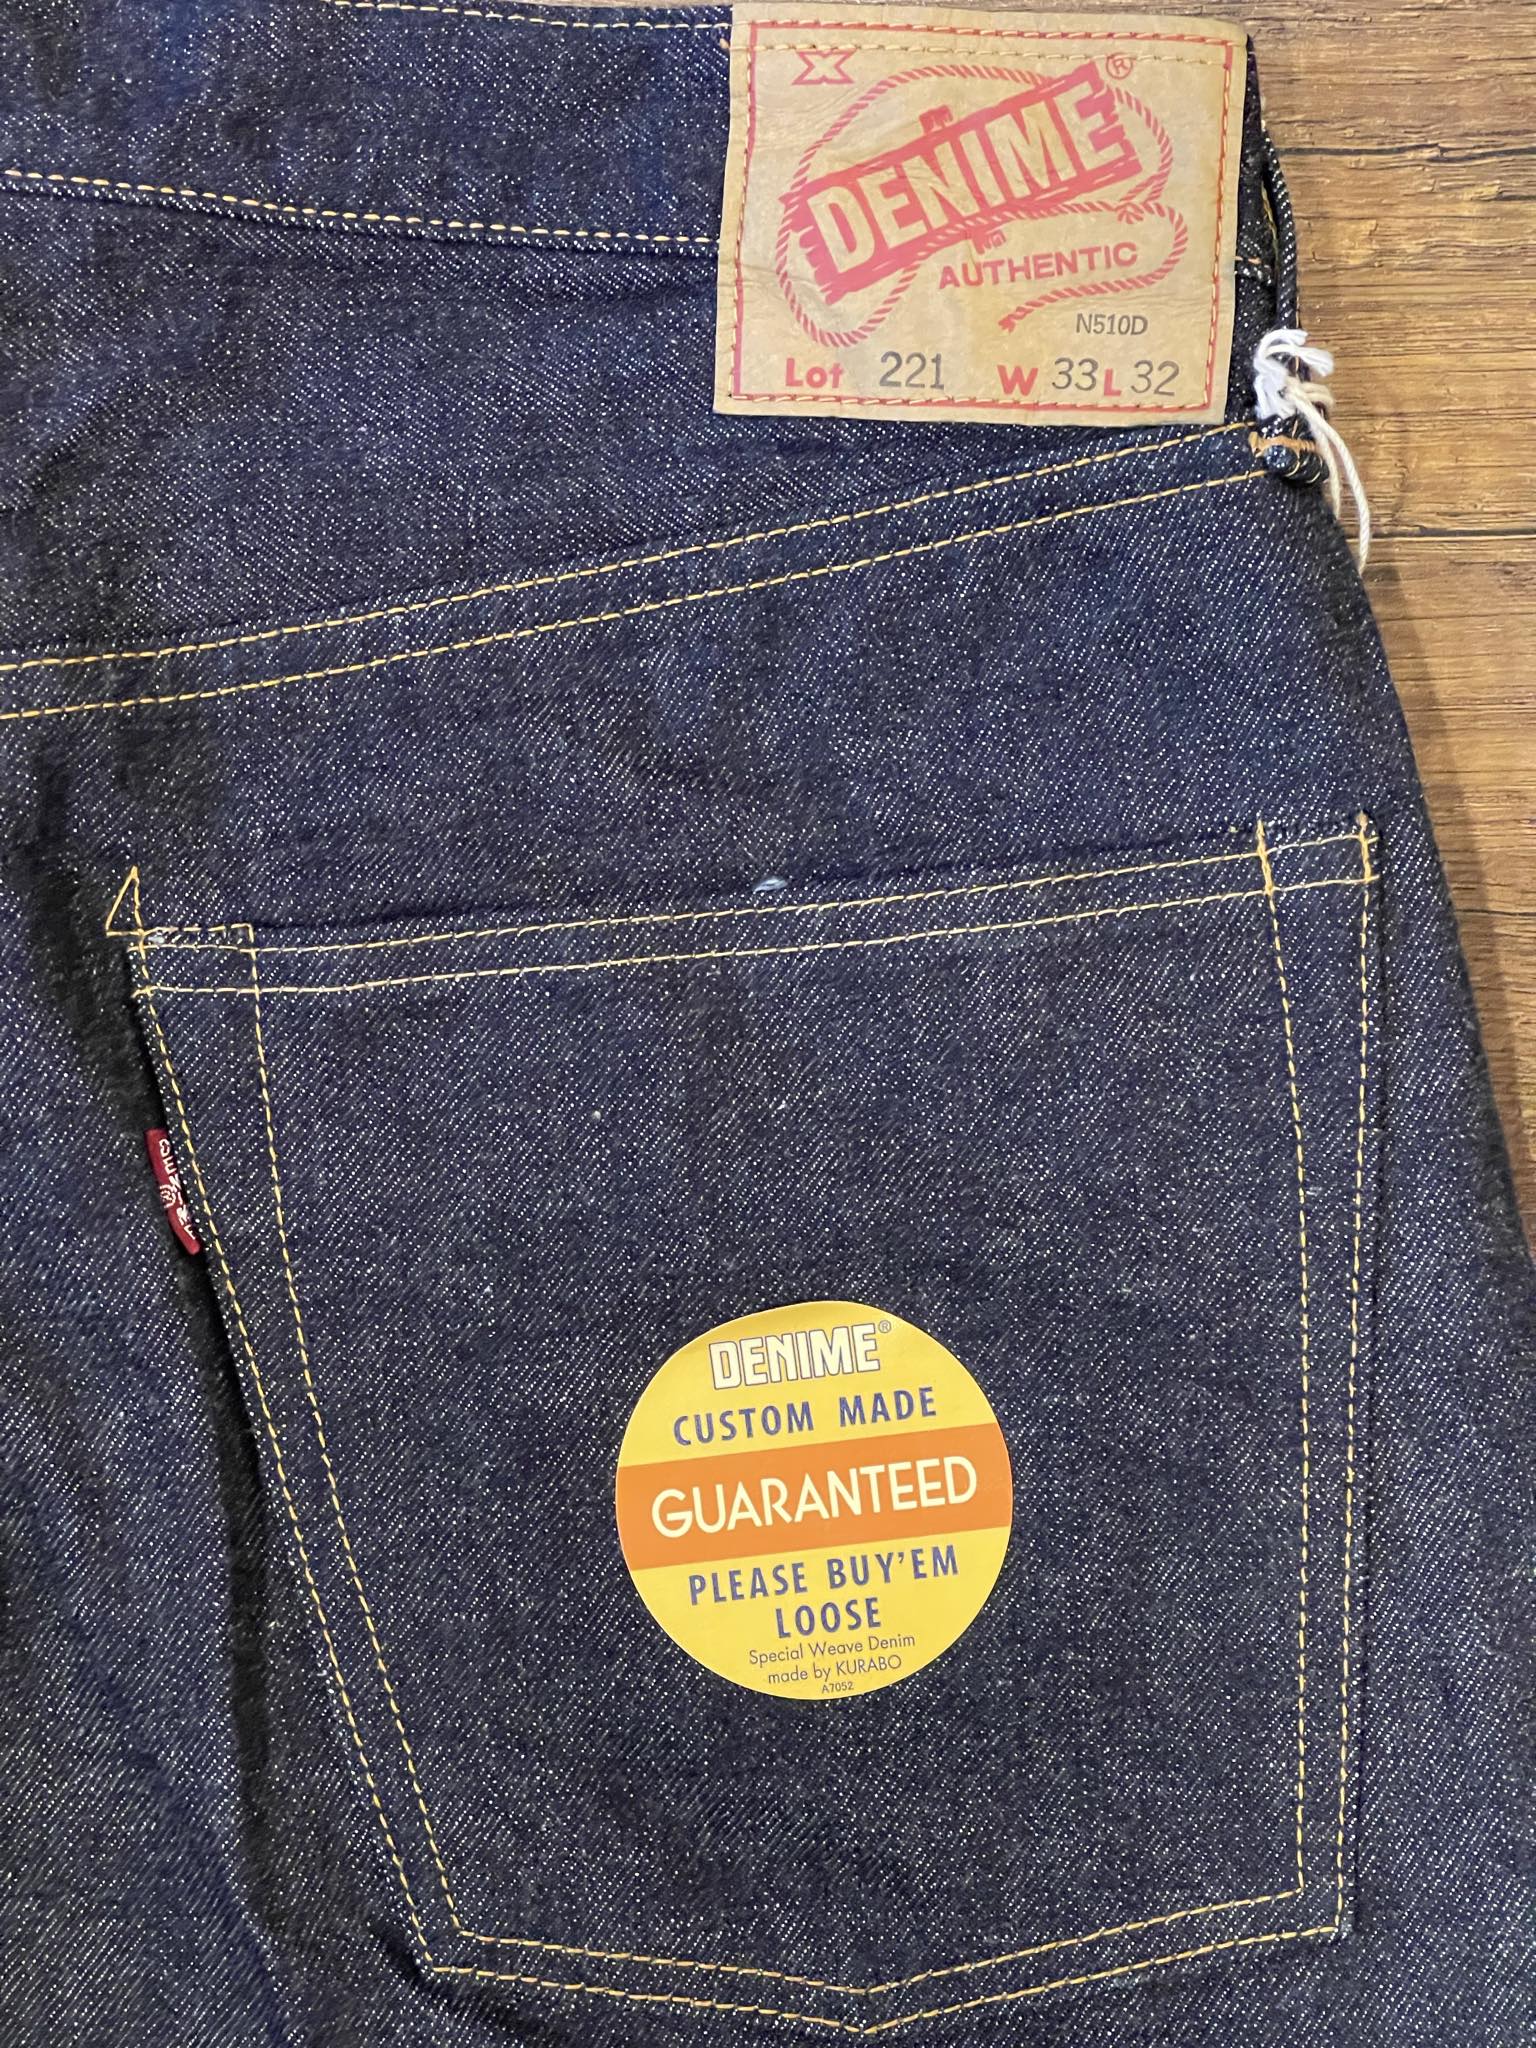 X
DENIME®
AUTHENTIC
N510D
Lot 221 W 33 L 32
DENIME®
CUSTOM MADE
GUARANTEED
PLEASE BUY'EM
LOOSE
Special Weave Denim
made by KURABO
A7052